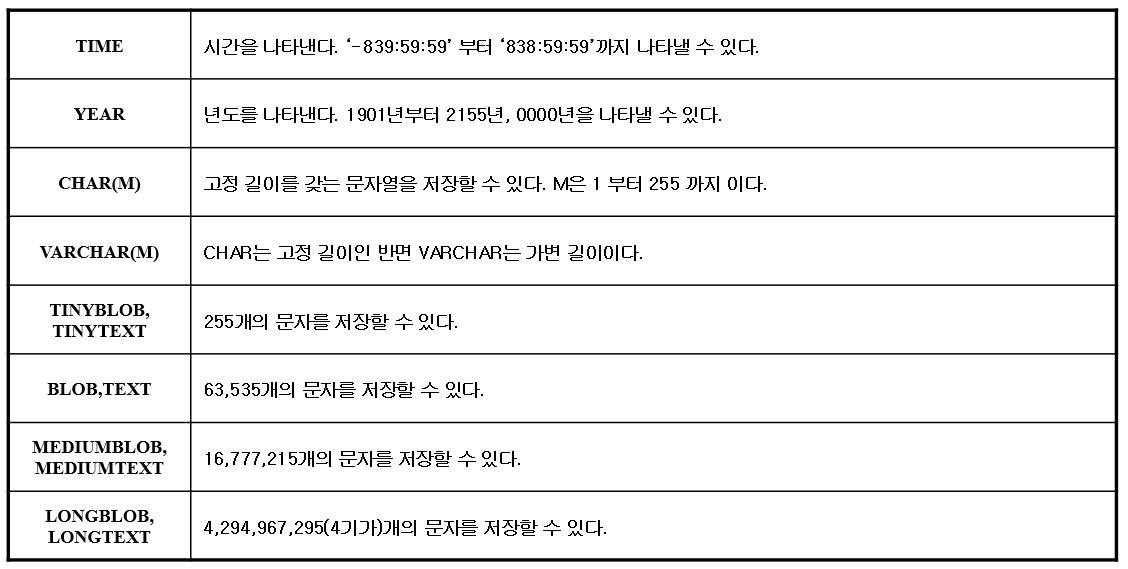 TIME
시간을 나타낸다. ‘-839:59:59’ 부터 ‘838:59:59’까지 나타낼 수 있다.
YEAR
년도를 나타낸다. 1901년부터 2155년, 0000년을 나타낼 수 있다.
CHAR(M)
고정 길이를 갖는 문자열을 저장할 수 있다. M은 1 부터 255 까지 이다.
VARCHAR(M)
CHAR는 고정 길이인 반면 VARCHAR는 가변 길이이다.
TINYBLOB,
TINYTEXT
255개의 문자를 저장할 수 있다.
BLOB,TEXT
63,535개의 문자를 저장할 수 있다.
MEDIUMBLOB,
MEDIUMTEXT
16,777,215개의 문자를 저장할 수 있다.
LONGBLOB,
LONGTEXT
4,294,967,295(4기가)개의 문자를 저장할 수 있다.